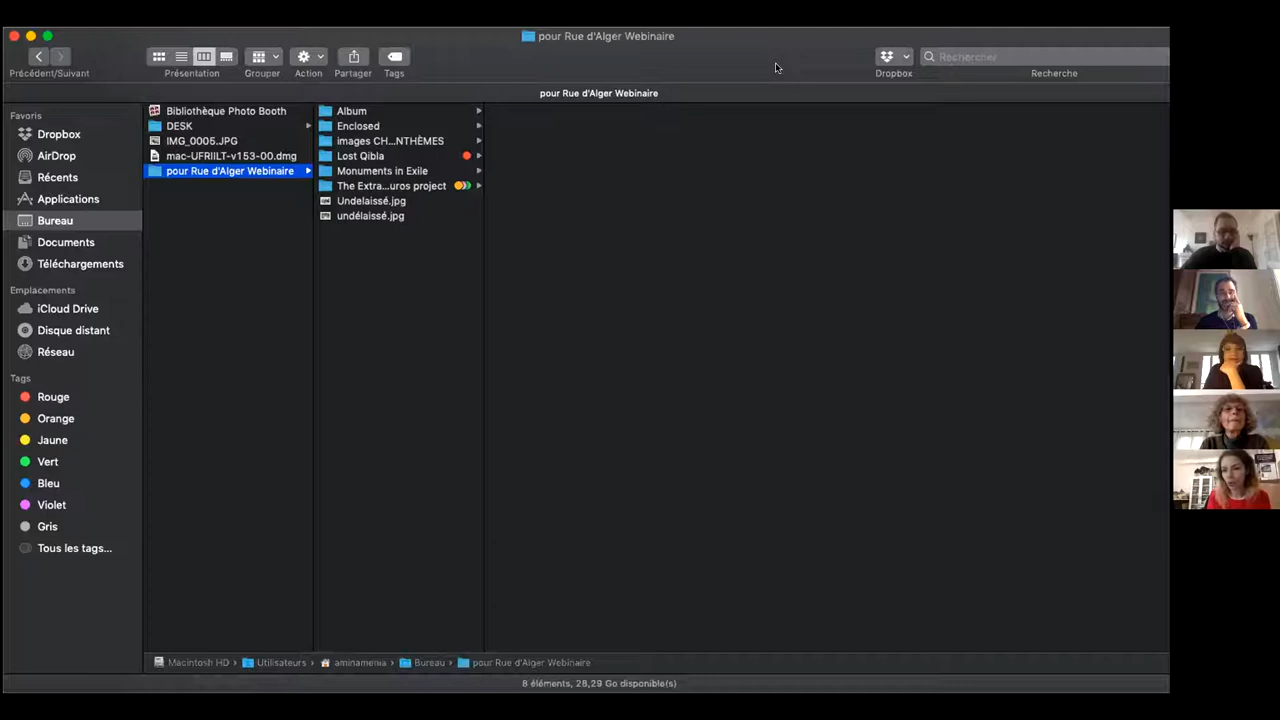 pour Rue d'Alger Webinaire
Précédent/Suivant
Présentation
Grouper
Action
Partager
Tags
Dropbox
Rechercher
Recherche
pour Rue d'Alger Webinaire
Favoris
Dropbox
AirDrop
Récents
Applications
Bureau
Documents
Téléchargements
Emplacements
iCloud Drive
Disque distant
Réseau
Tags
Rouge
Orange
Jaune
Vert
Bleu
Violet
Gris
Tous les tags...
Bibliothèque Photo Booth
DESK
IMG_0005.JPG
mac-UFRIILT-v153-00.dmg
pour Rue d'Alger Webinaire
Album
Enclosed
images CH...NTHÈMES
Lost Qibla
Monuments in Exile
The Extra...uros project
Undelaissé.jpg
undélaissé.jpg
Macintosh HD › Utilisateurs › aminamenia › Bureau › pour Rue d'Alger Webinaire
8 éléments, 28,29 Go disponible(s)